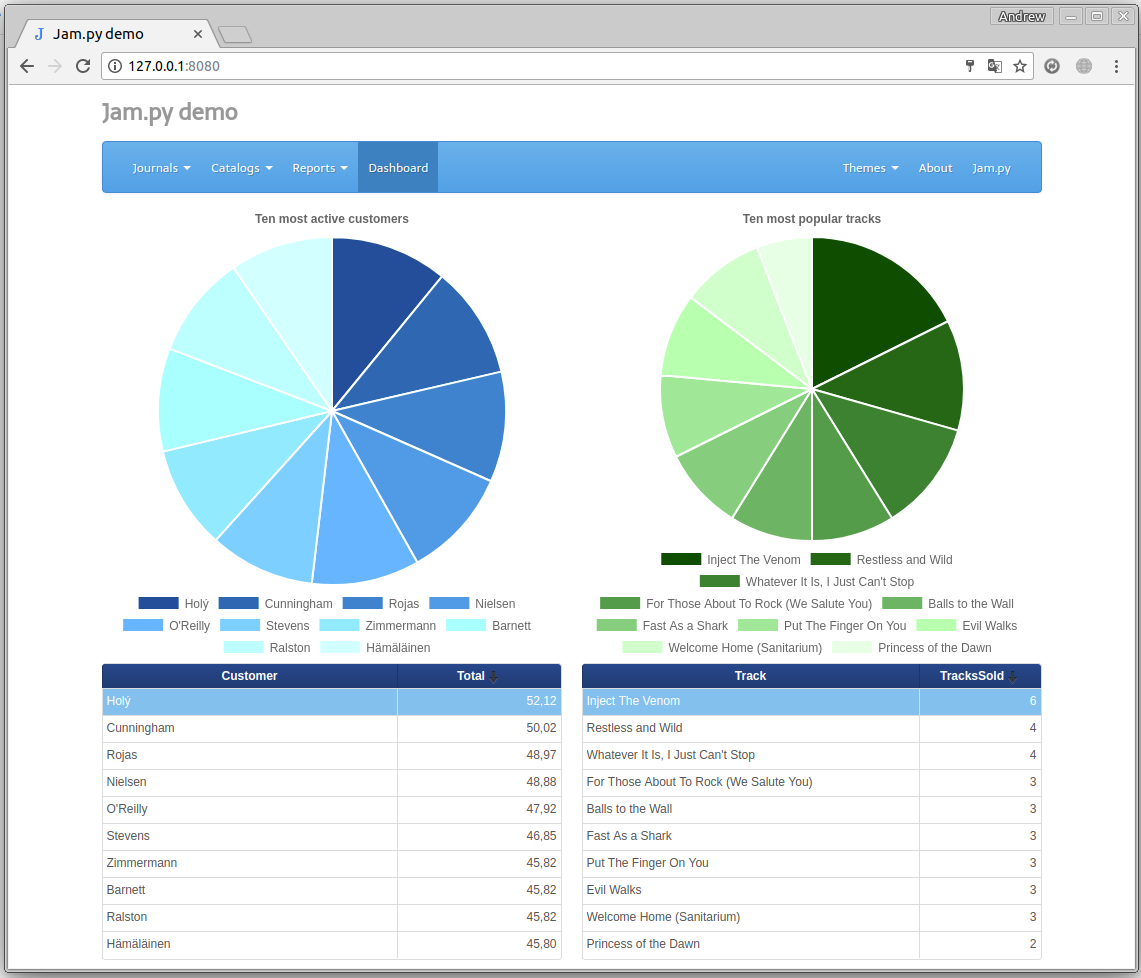 Andrew
J Jam.py demo
127.0.0.1:8080
Jam.py demo
Journals Catalogs Reports Dashboard Themes About Jam.py
Ten most active customers
Holý Cunningham Rojas Nielsen
O'Reilly Stevens Zimmermann Barnett
Ralston Hämäläinen
Ten most popular tracks
Inject The Venom Restless and Wild
Whatever It Is, I Just Can't Stop
For Those About To Rock (We Salute You) Balls to the Wall
Fast As a Shark Put The Finger On You Evil Walks
Welcome Home (Sanitarium) Princess of the Dawn
Customer Total
Holý 52,12
Cunningham 50,02
Rojas 48,97
Nielsen 48,88
O'Reilly 47,92
Stevens 46,85
Zimmermann 45,82
Barnett 45,82
Ralston 45,82
Hämäläinen 45,80
Track TracksSold
Inject The Venom 6
Restless and Wild 4
Whatever It Is, I Just Can't Stop 4
For Those About To Rock (We Salute You) 3
Balls to the Wall 3
Fast As a Shark 3
Put The Finger On You 3
Evil Walks 3
Welcome Home (Sanitarium) 3
Princess of the Dawn 2